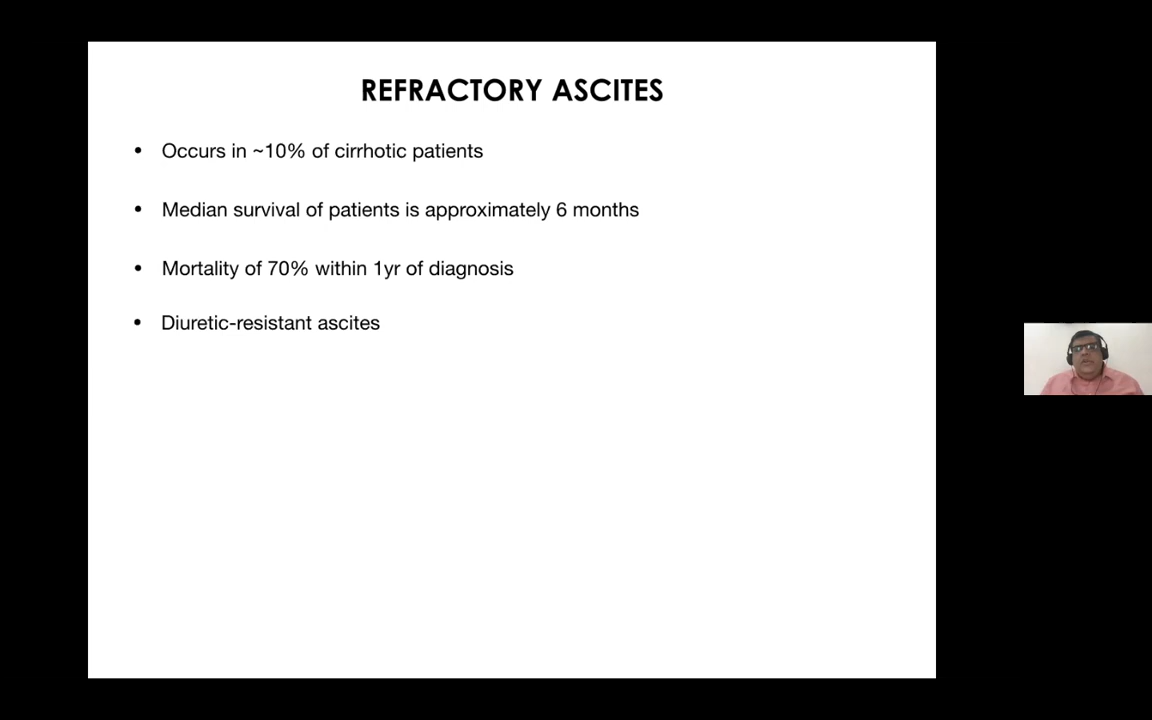 REFRACTORY ASCITES
• Occurs in ~10% of cirrhotic patients
• Median survival of patients is approximately 6 months
• Mortality of 70% within 1yr of diagnosis
• Diuretic-resistant ascites